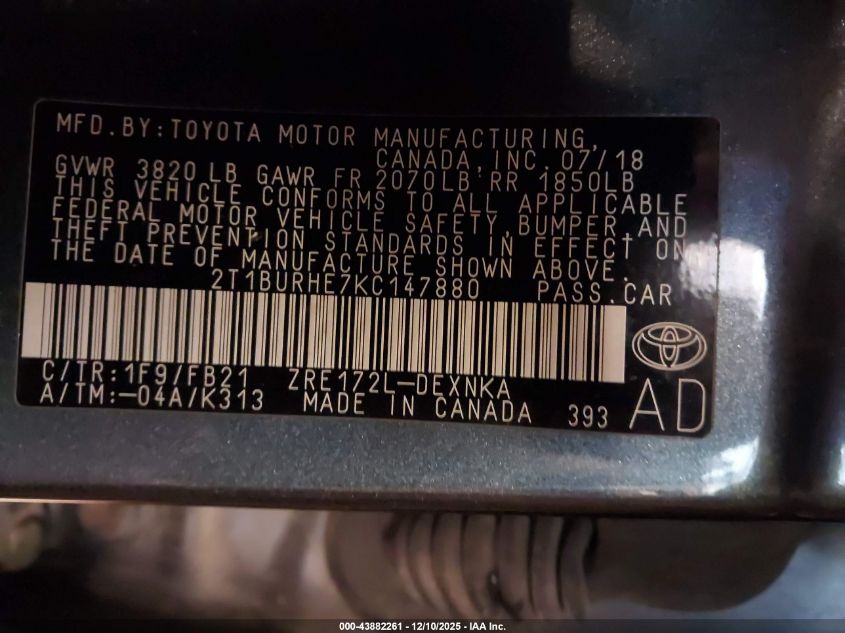 MFD.BY:TOYOTA MOTOR MANUFACTURING,
CANADA,INC.07/18
GVWR 3820 LB GAWR FR 2070LB RR 1850LB
THIS VEHICLE CONFORMS TO ALL APPLICABLE
FEDERAL MOTOR VEHICLE SAFETY,BUMPER,AND
THEFT PREVENTION STANDARDS IN EFFECT ON
THE DATE OF MANUFACTURE SHOWN ABOVE.
2T1BURHE7KC147880 PASS.CAR
C/TR:1F9/FB21 ZRE172L-DEXNKA
A/TM:-04A/K313 MADE IN CANADA 393 AD
000-43882261 - 12/10/2025 - IAA Inc.